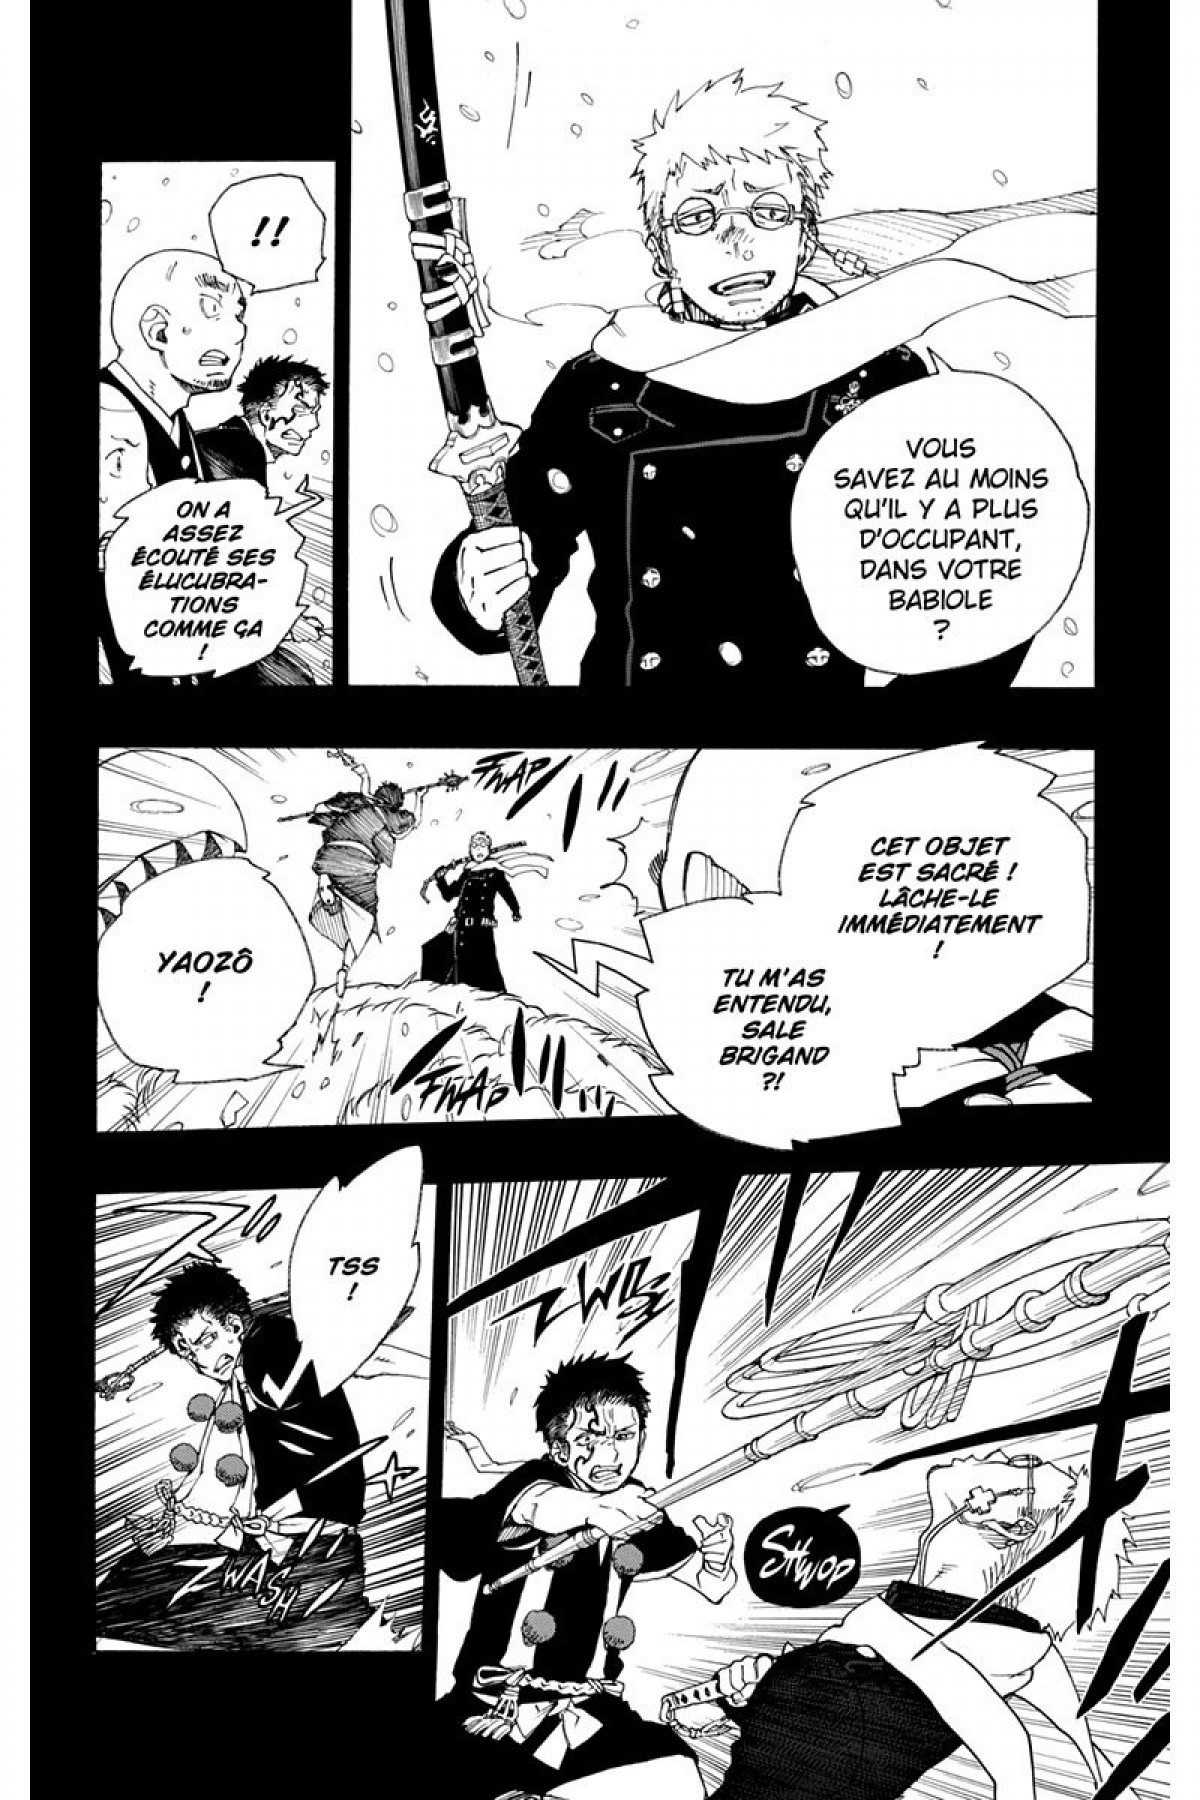 VOUS
SAVEZ AU MOINS
QU'IL Y A PLUS
D'OCCUPANT,
DANS VOTRE
BABIOLE
?
!!
ON A
ASSEZ
ÉCOUTÉ SES
ÉLUCUBRA-
TIONS
COMME ÇA
!
CET OBJET
EST SACRÉ !
LÂCHE-LE
IMMÉDIATEMENT
!
TU M'AS
ENTENDU,
SALE
BRIGAND
?!
FWAP
FWAP
YAOZÔ
!
SHWOP
TSS
!
ZWASH